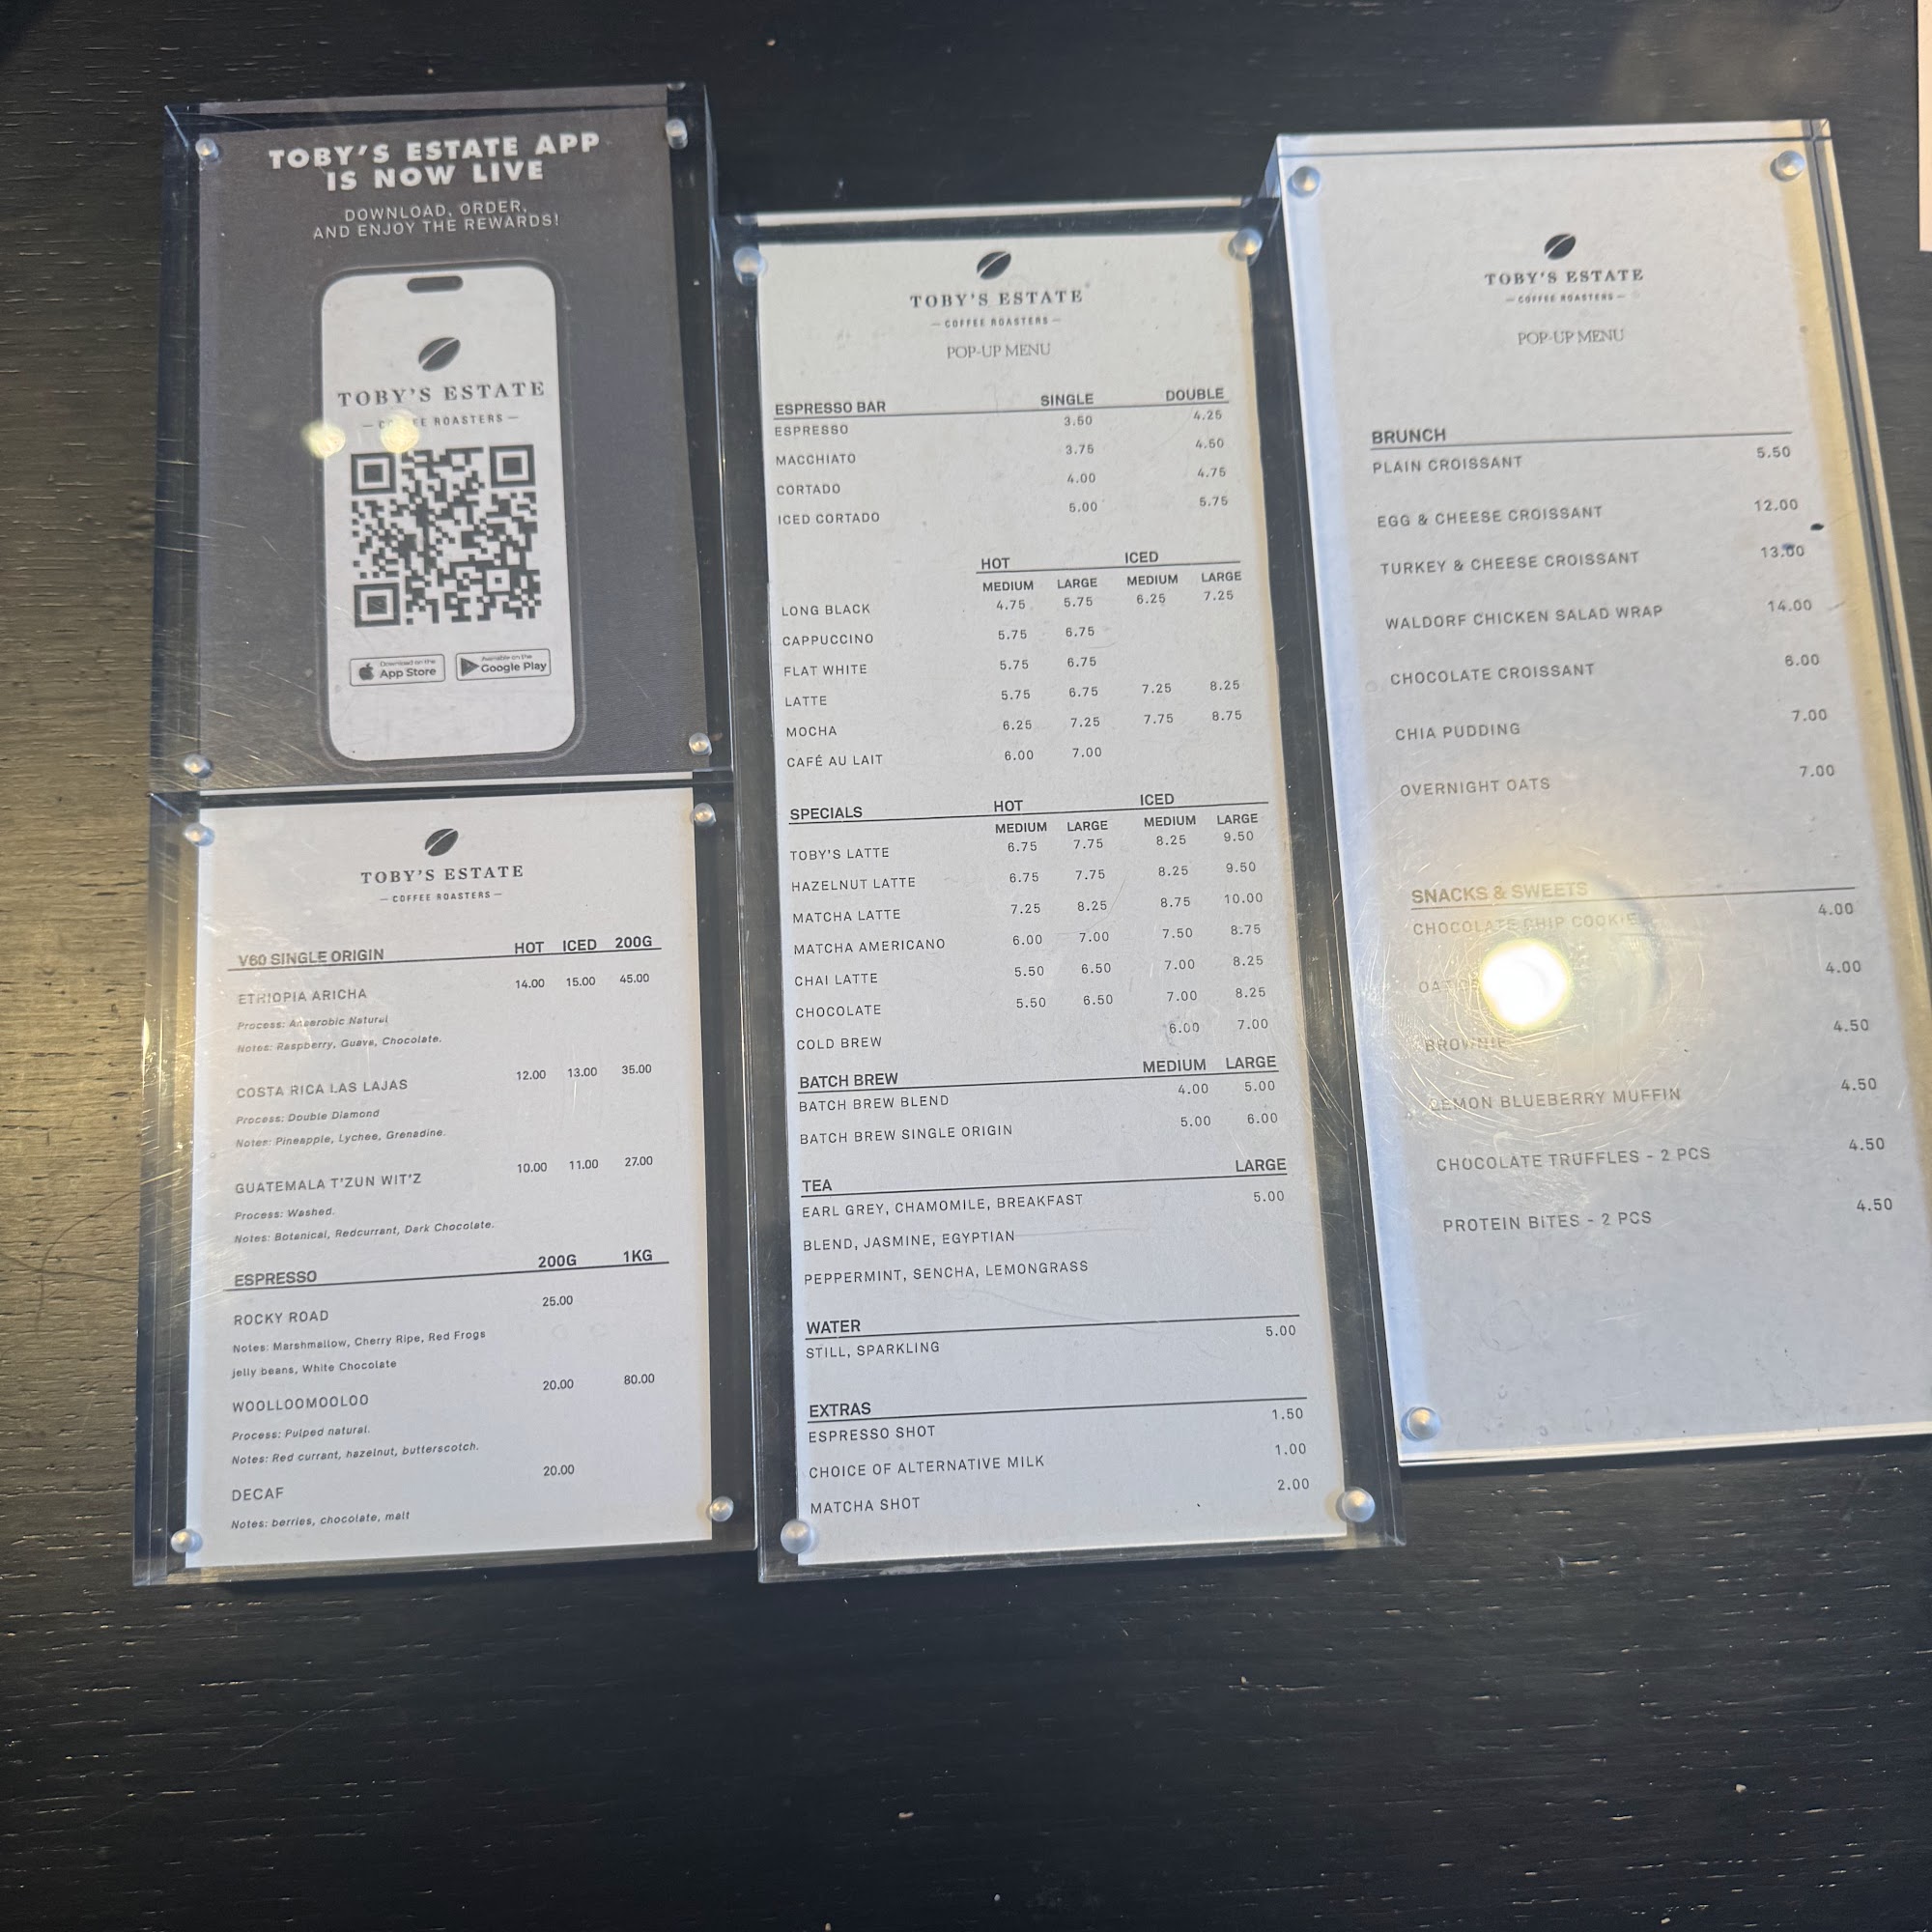 TOBY'S ESTATE APP
IS NOW LIVE
DOWNLOAD, ORDER,
AND ENJOY THE REWARDS!
TOBY'S ESTATE
COFFEE ROASTERS
Download on the
App Store
Available on the
Google Play
TOBY'S ESTATE
— COFFEE ROASTERS —
V60 SINGLE ORIGIN HOT ICED 200G
ETHIOPIA ARICHA 14.00 15.00 45.00
Process: Anaerobic Natural
Notes: Raspberry, Guava, Chocolate.
COSTA RICA LAS LAJAS 12.00 13.00 35.00
Process: Double Diamond
Notes: Pineapple, Lychee, Grenadine.
GUATEMALA T'ZUN WIT'Z 10.00 11.00 27.00
Process: Washed.
Notes: Botanical, Redcurrant, Dark Chocolate.
ESPRESSO 200G 1KG
ROCKY ROAD 25.00
Notes: Marshmallow, Cherry Ripe, Red Frogs
jelly beans, White Chocolate
WOOLLOOMOOLOO 20.00 80.00
Process: Pulped natural.
Notes: Red currant, hazelnut, butterscotch.
DECAF 20.00
Notes: berries, chocolate, malt
TOBY'S ESTATE
— COFFEE ROASTERS —
POP-UP MENU
ESPRESSO BAR SINGLE DOUBLE
ESPRESSO 3.50 4.25
MACCHIATO 3.75 4.50
CORTADO 4.00 4.75
ICED CORTADO 5.00 5.75
HOT ICED
MEDIUM LARGE MEDIUM LARGE
LONG BLACK 4.75 5.75 6.25 7.25
CAPPUCCINO 5.75 6.75
FLAT WHITE 5.75 6.75
LATTE 5.75 6.75 7.25 8.25
MOCHA 6.25 7.25 7.75 8.75
CAFÉ AU LAIT 6.00 7.00
SPECIALS HOT ICED
MEDIUM LARGE MEDIUM LARGE
TOBY'S LATTE 6.75 7.75 8.25 9.50
HAZELNUT LATTE 6.75 7.75 8.25 9.50
MATCHA LATTE 7.25 8.25 8.75 10.00
MATCHA AMERICANO 6.00 7.00 7.50 8.75
CHAI LATTE 5.50 6.50 7.00 8.25
CHOCOLATE 5.50 6.50 7.00 8.25
COLD BREW 6.00 7.00
BATCH BREW MEDIUM LARGE
BATCH BREW BLEND 4.00 5.00
BATCH BREW SINGLE ORIGIN 5.00 6.00
TEA LARGE
EARL GREY, CHAMOMILE, BREAKFAST 5.00
BLEND, JASMINE, EGYPTIAN
PEPPERMINT, SENCHA, LEMONGRASS
WATER
STILL, SPARKLING 5.00
EXTRAS
ESPRESSO SHOT 1.50
CHOICE OF ALTERNATIVE MILK 1.00
MATCHA SHOT 2.00
TOBY'S ESTATE
— COFFEE ROASTERS —
POP-UP MENU
BRUNCH
PLAIN CROISSANT 5.50
EGG & CHEESE CROISSANT 12.00
TURKEY & CHEESE CROISSANT 13.00
WALDORF CHICKEN SALAD WRAP 14.00
CHOCOLATE CROISSANT 6.00
CHIA PUDDING 7.00
OVERNIGHT OATS 7.00
SNACKS & SWEETS
CHOCOLATE CHIP COOKIE 4.00
4.00
BROWNIE 4.50
LEMON BLUEBERRY MUFFIN 4.50
CHOCOLATE TRUFFLES - 2 PCS 4.50
PROTEIN BITES - 2 PCS 4.50